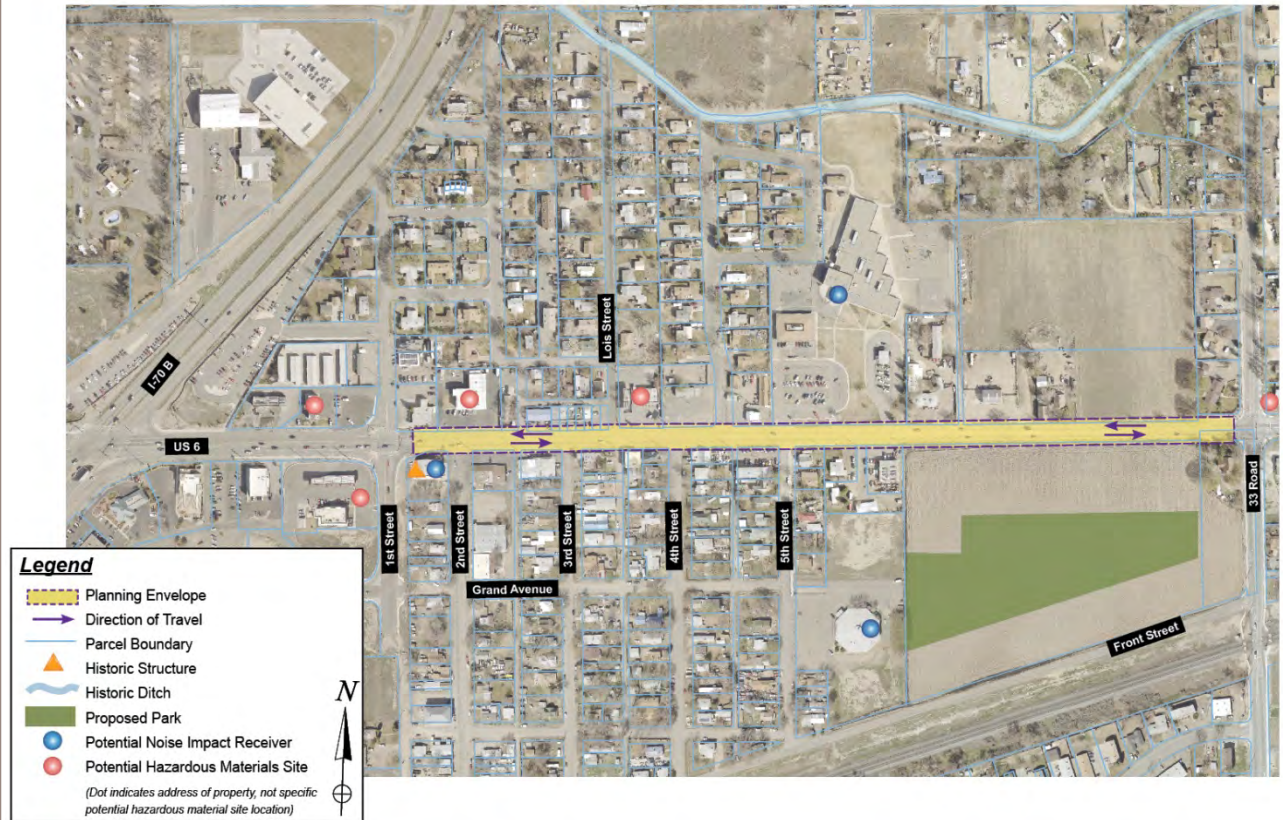 Lois Street
I-70 B
US 6
1st Street
2nd Street
3rd Street
4th Street
5th Street
33 Road
Grand Avenue
Front Street
Legend
Planning Envelope
Direction of Travel
Parcel Boundary
Historic Structure
Historic Ditch
Proposed Park
Potential Noise Impact Receiver
Potential Hazardous Materials Site
(Dot indicates address of property, not specific
potential hazardous material site location)
N